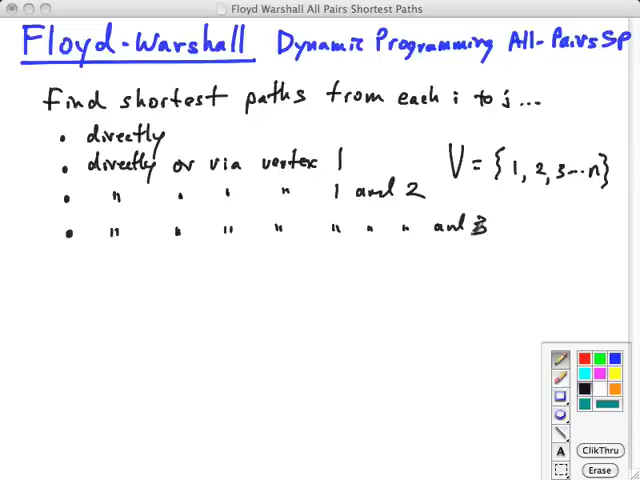 Floyd Warshall All Pairs Shortest Paths
Floyd-Warshall Dynamic Programming All-Pairs SP
Find shortest paths from each i to j...
• directly
• directly or via vertex 1
V = {1, 2, 3...n}
• " " " " 1 and 2
• " " " " " " " and 3
A
ClikThru
Erase